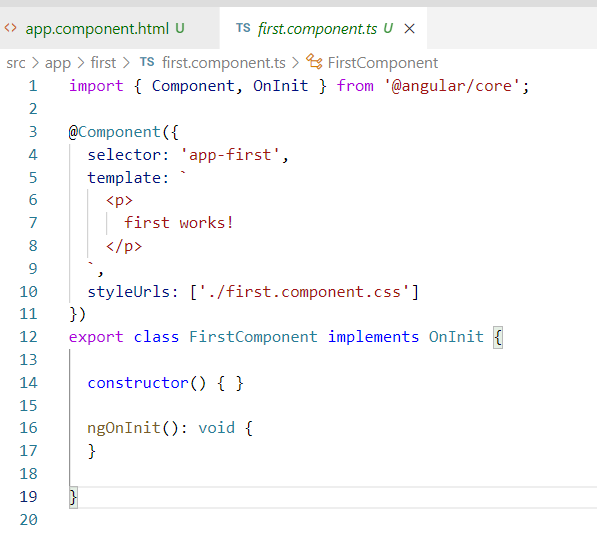 <> app.component.html U TS first.component.ts U ×
src > app > first > TS first.component.ts > FirstComponent
1 import { Component, OnInit } from '@angular/core';
2
3 @Component({
4   selector: 'app-first',
5   template: `
6     <p>
7       first works!
8     </p>
9   `,
10   styleUrls: ['./first.component.css']
11 })
12 export class FirstComponent implements OnInit {
13
14   constructor() { }
15
16   ngOnInit(): void {
17   }
18
19 }
20